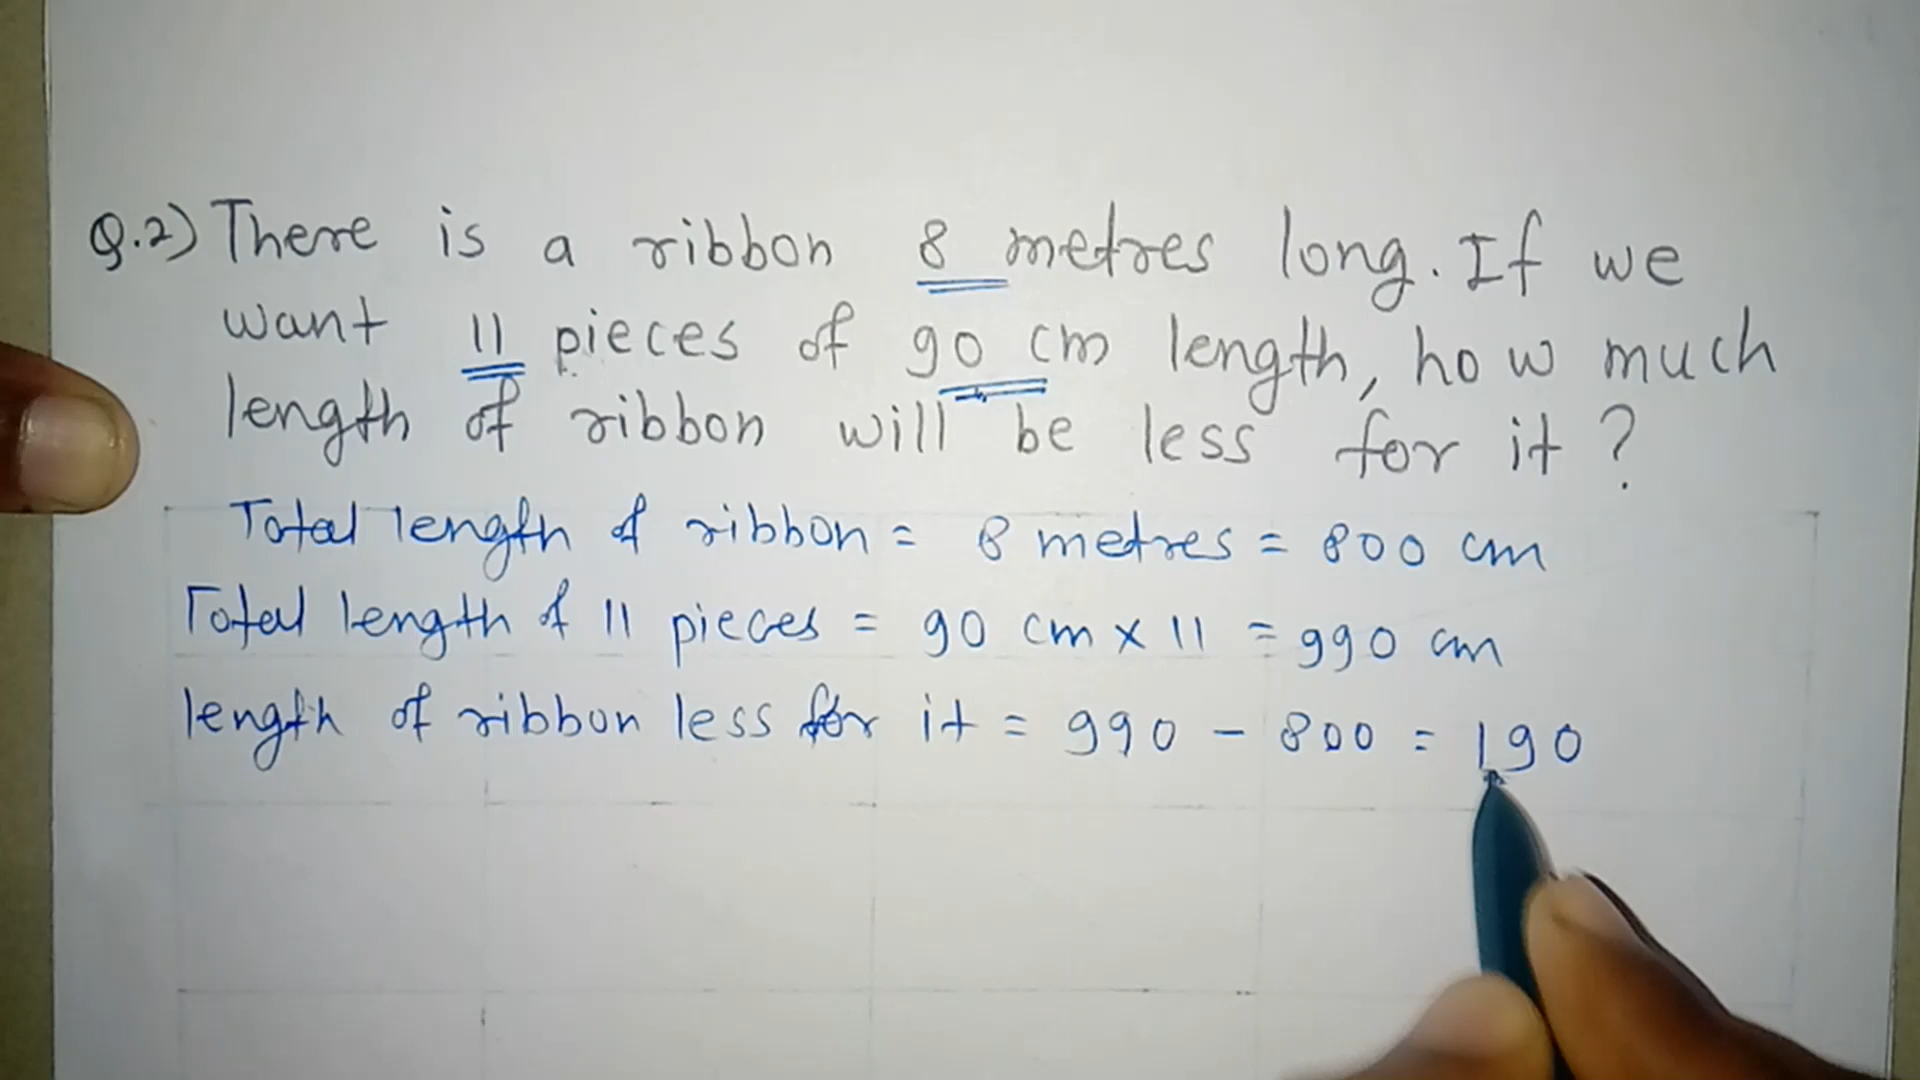 Q.2) There is a ribbon 8 metres long. If we
want 11 pieces of 90 cm length, how much
length of ribbon will be less for it ?
Total length of ribbon = 8 metres = 800 cm
Total length of 11 pieces = 90 cm x 11 = 990 cm
length of ribbon less for it = 990 - 800 = 190